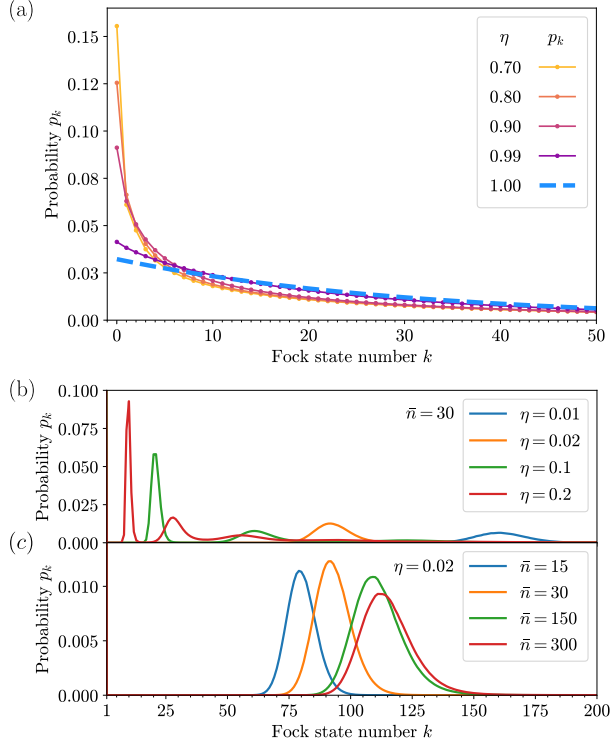 (a)
Probability p_k
0.15
0.13
0.10
0.08
0.05
0.03
0.00
0 10 20 30 40 50
Fock state number k
η p_k
0.70
0.80
0.90
0.99
1.00
(b)
Probability p_k
0.100
0.075
0.050
0.025
0.000
n̄ = 30
η = 0.01
η = 0.02
η = 0.1
η = 0.2
(c)
Probability p_k
0.010
0.005
0.000
η = 0.02
n̄ = 15
n̄ = 30
n̄ = 150
n̄ = 300
1 25 50 75 100 125 150 175 200
Fock state number k